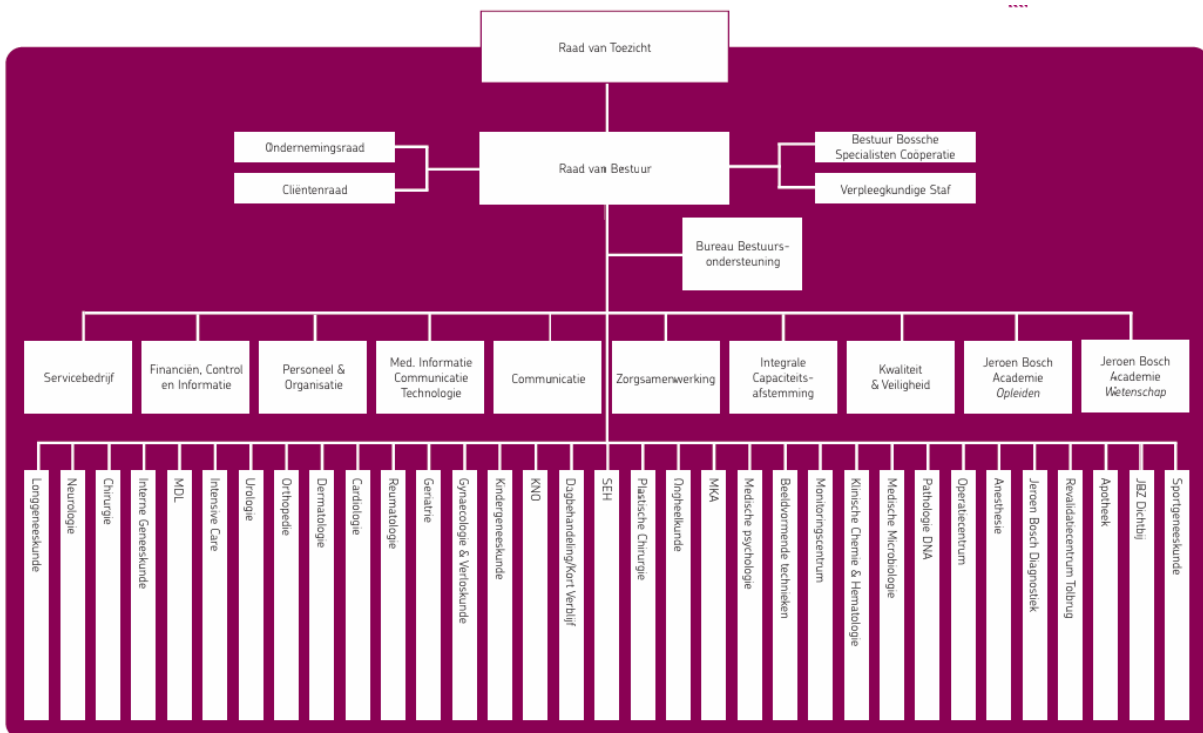 Raad van Toezicht
Ondernemingsraad
Cliëntenraad
Raad van Bestuur
Bestuur Bossche
Specialisten Coöperatie
Verpleegkundige Staf
Bureau Bestuurs-
ondersteuning
Servicebedrijf
Financiën, Control
en Informatie
Personeel &
Organisatie
Med. Informatie
Communicatie
Technologie
Communicatie
Zorgsamenwerking
Integrale
Capaciteits-
afstemming
Kwaliteit
& Veiligheid
Jeroen Bosch
Academie
Opleiden
Jeroen Bosch
Academie
Wetenschap
Longgeneeskunde
Neurologie
Chirurgie
Interne Geneeskunde
MDL
Intensive Care
Urologie
Orthopedie
Dermatologie
Cardiologie
Reumatologie
Geriatrie
Gynaecologie & Verloskunde
Kindergeneeskunde
KNO
Dagbehandeling/Kort Verblijf
SEH
Plastische Chirurgie
Oogheelkunde
MKA
Medische psychologie
Beeldvormende technieken
Monitoringscentrum
Klinische Chemie & Hematologie
Medische Microbiologie
Pathologie DNA
Operatiecentrum
Anesthesie
Jeroen Bosch Diagnostiek
Revalidatiecentrum Tolbrug
Apotheek
JBZ Dichtbij
Sportgeneeskunde